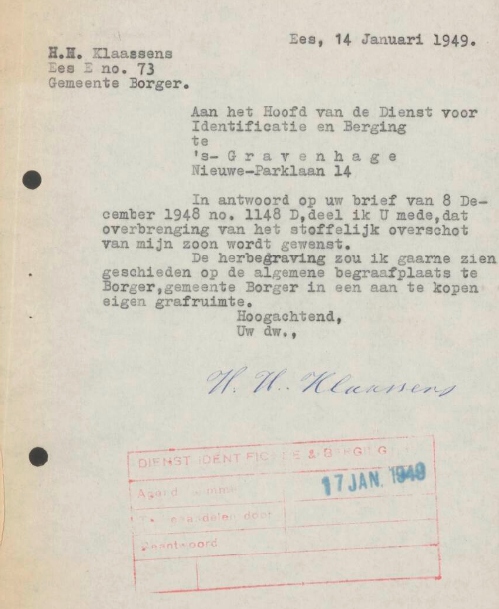 Ees, 14 Januari 1949.
H.H. Klaassens
Ees E no. 73
Gemeente Borger.
Aan het Hoofd van de Dienst voor
Identificatie en Berging
te
's- G r a v e n h a g e
Nieuwe-Parklaan 14
In antwoord op uw brief van 8 De-
cember 1948 no. 1148 D,deel ik U mede,dat
overbrenging van het stoffelijk overschot
van mijn zoon wordt gewenst.
De herbegraving zou ik gaarne zien
geschieden op de algemene begraafplaats te
Borger,gemeente Borger in een aan te kopen
eigen grafruimte.
Hoogachtend,
Uw dw.,
H. H. Klaassens
DIENST IDENTIFICATIE & BERGING
17 JAN. 1949